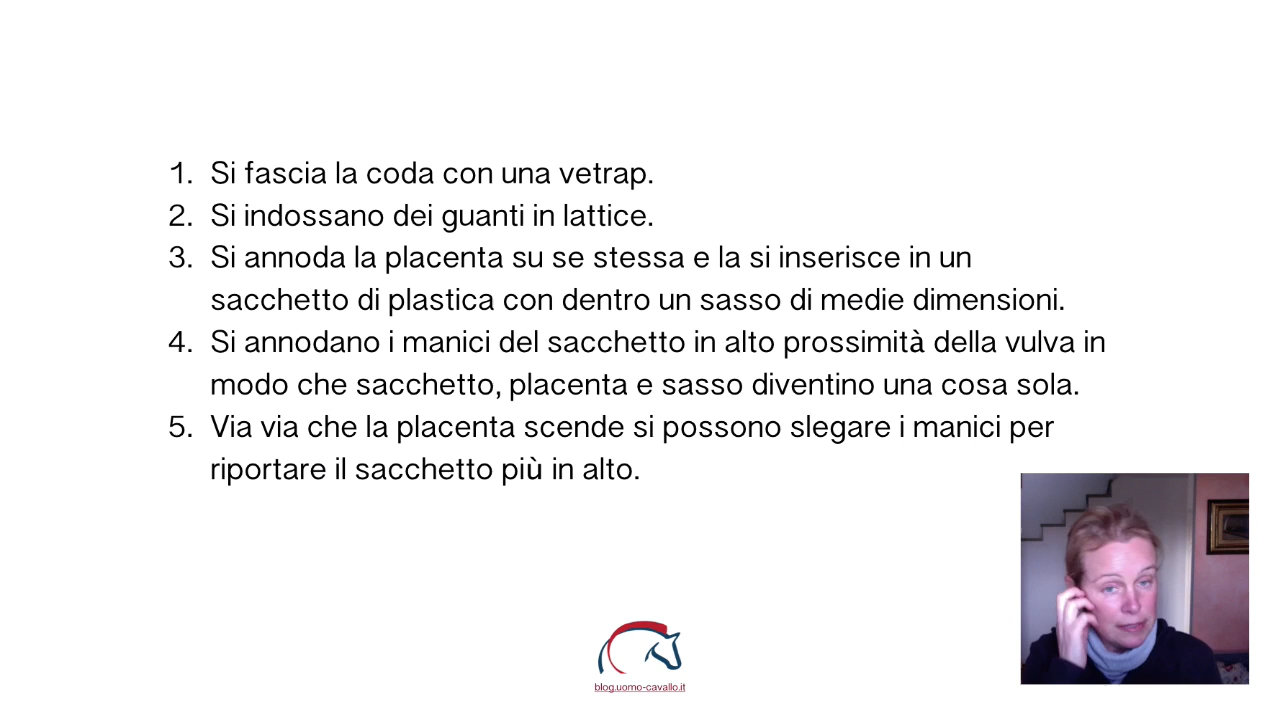 1. Si fascia la coda con una vetrap.
2. Si indossano dei guanti in lattice.
3. Si annoda la placenta su se stessa e la si inserisce in un
sacchetto di plastica con dentro un sasso di medie dimensioni.
4. Si annodano i manici del sacchetto in alto prossimità della vulva in
modo che sacchetto, placenta e sasso diventino una cosa sola.
5. Via via che la placenta scende si possono slegare i manici per
riportare il sacchetto più in alto.
blog.uomo-cavallo.it